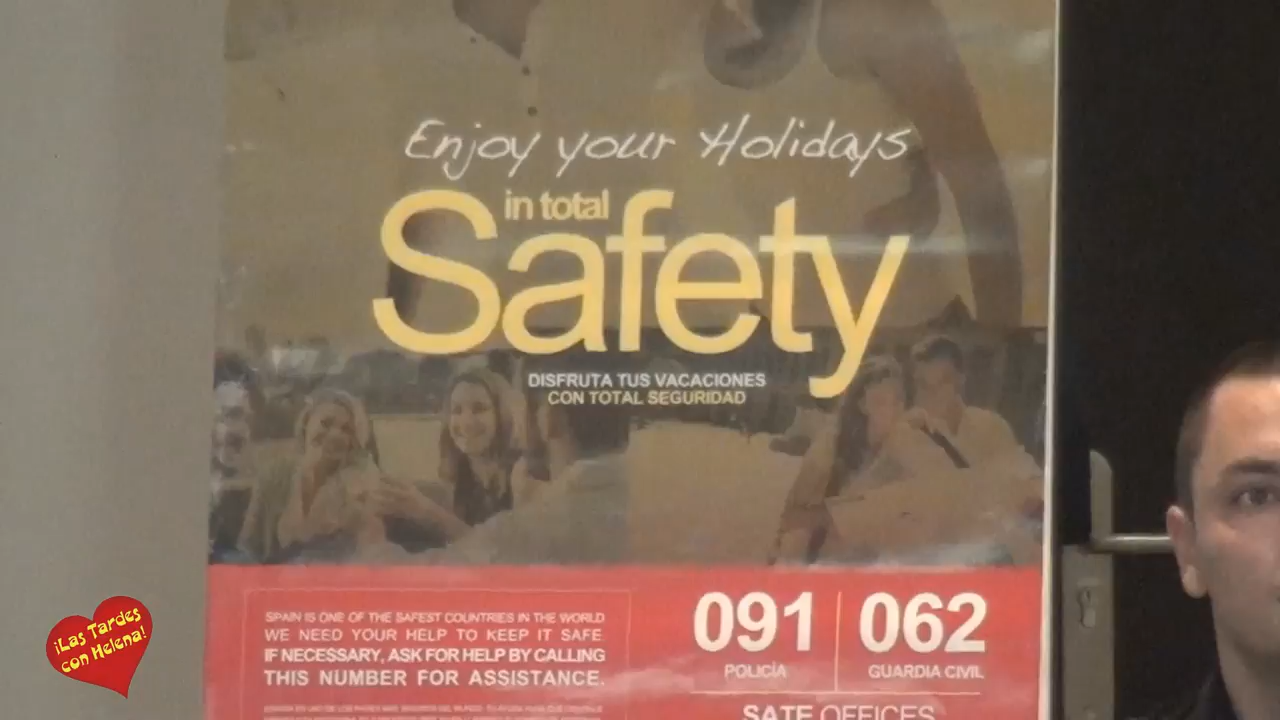 Enjoy your Holidays
in total
Safety
DISFRUTA TUS VACACIONES
CON TOTAL SEGURIDAD
SPAIN IS ONE OF THE SAFEST COUNTRIES IN THE WORLD
WE NEED YOUR HELP TO KEEP IT SAFE.
IF NECESSARY, ASK FOR HELP BY CALLING
THIS NUMBER FOR ASSISTANCE.
091
POLICÍA
062
GUARDIA CIVIL
SATE OFFICES
¡Las Tardes
con Helena!